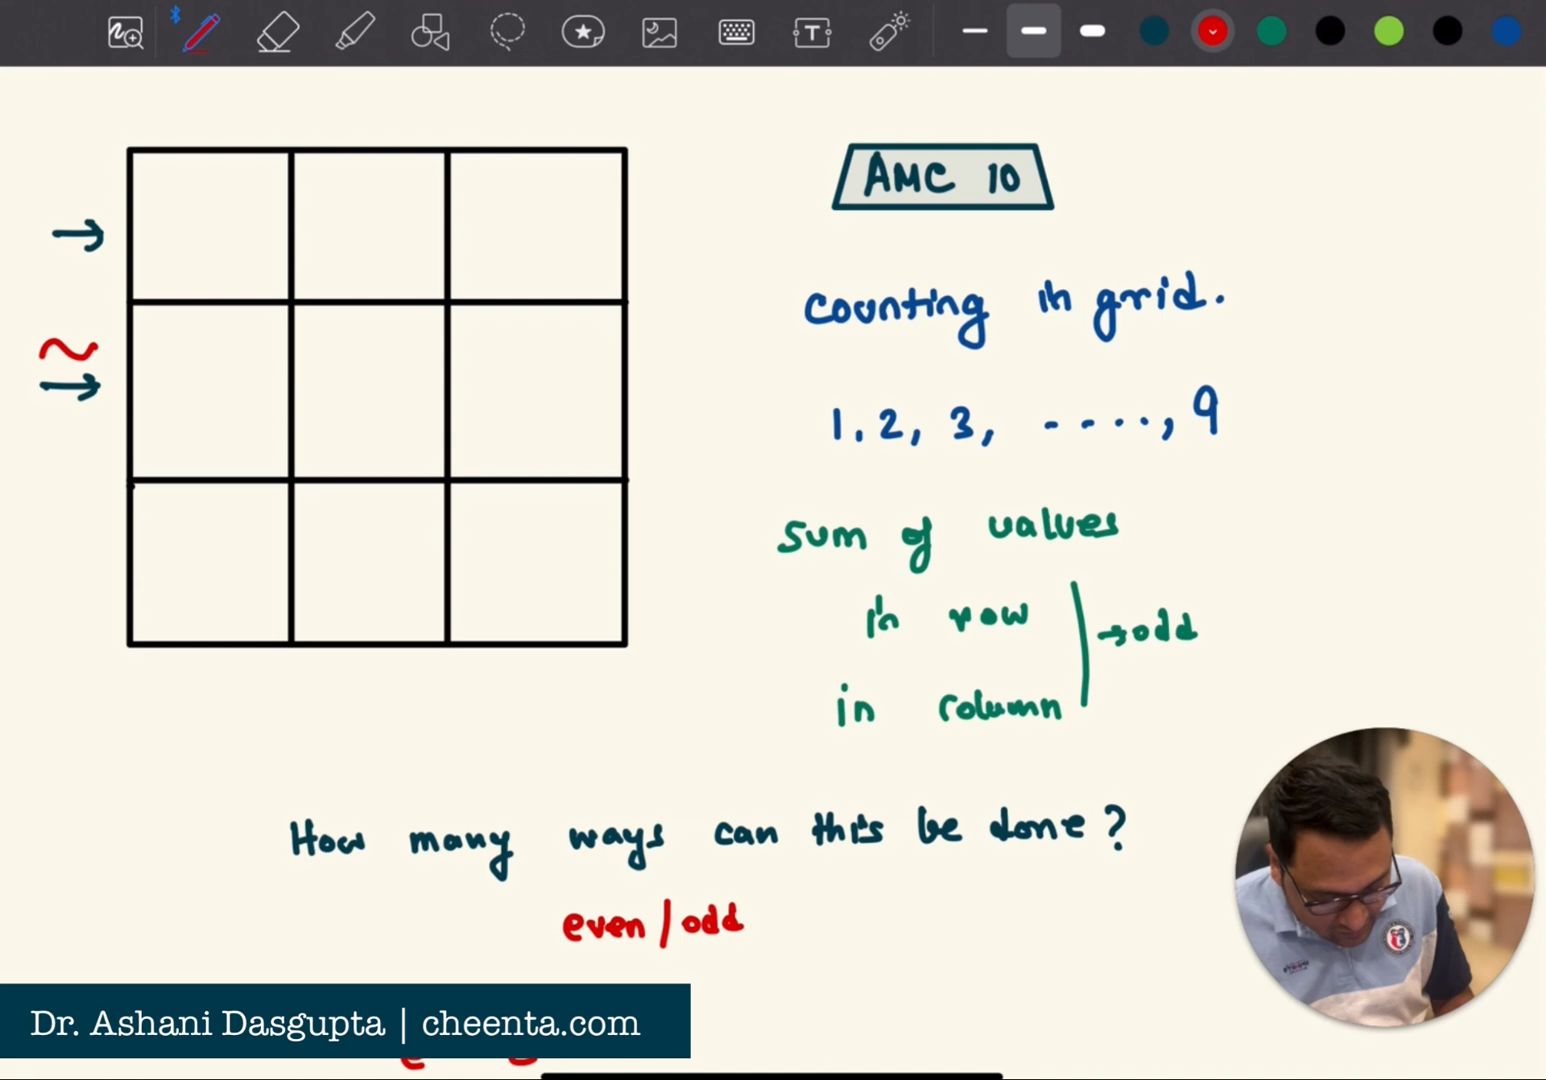 AMC 10
counting in grid.
1, 2, 3, - - - - -, 9
sum of values
in row
→ odd
in column
How many ways can this be done?
even / odd
Dr. Ashani Dasgupta | cheenta.com